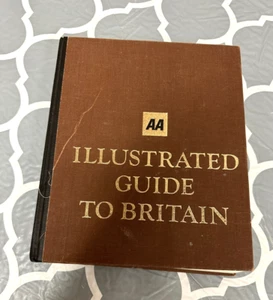 AA
ILLUSTRATED
GUIDE
TO BRITAIN